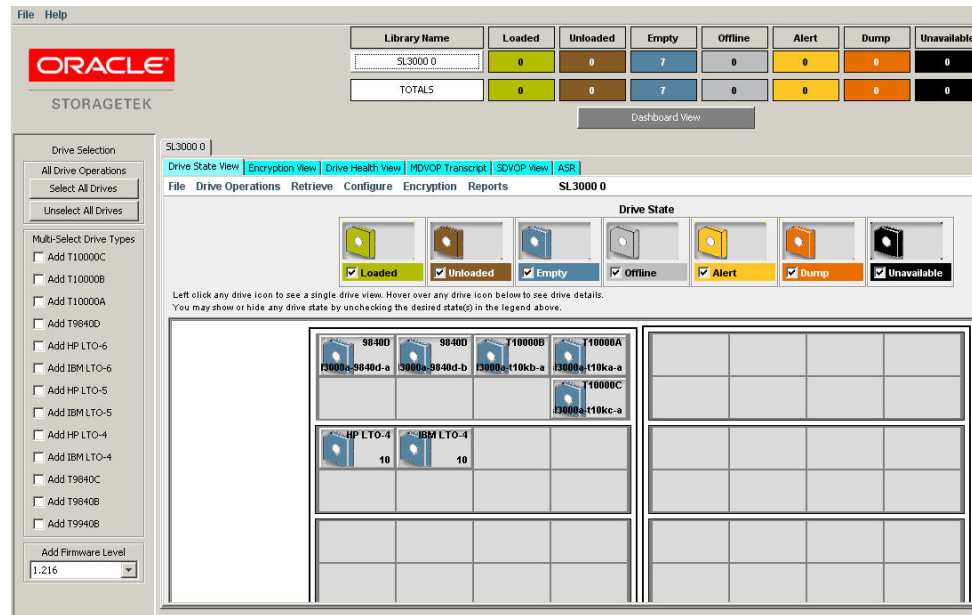 File Help
Library Name Loaded Unloaded Empty Offline Alert Dump Unavailable
SL3000 0 0 0 7 0 0 0 0
TOTALS 0 0 7 0 0 0 0
Dashboard View
ORACLE
STORAGETEK
Drive Selection
All Drive Operations
Select All Drives
Unselect All Drives
Multi-Select Drive Types
Add T10000C
Add T10000B
Add T10000A
Add T9840D
Add HP LTO-6
Add IBM LTO-6
Add HP LTO-5
Add IBM LTO-5
Add HP LTO-4
Add IBM LTO-4
Add T9840C
Add T9840B
Add T9940B
Add Firmware Level
1.216
SL3000 0
Drive State View Encryption View Drive Health View MDVOP Transcript SDVOP View ASR
File Drive Operations Retrieve Configure Encryption Reports SL3000 0
Drive State
Loaded Unloaded Empty Offline Alert Dump Unavailable
Left click any drive icon to see a single drive view. Hover over any drive icon below to see drive details.
You may show or hide any drive state by unchecking the desired state(s) in the legend above.
9840D 9840D T10000B T10000A
l3000a-9840d-a l3000a-9840d-b l3000a-t10kb-a l3000a-t10ka-a
T10000C
l3000a-t10kc-a
HP LTO-4 IBM LTO-4
10 10